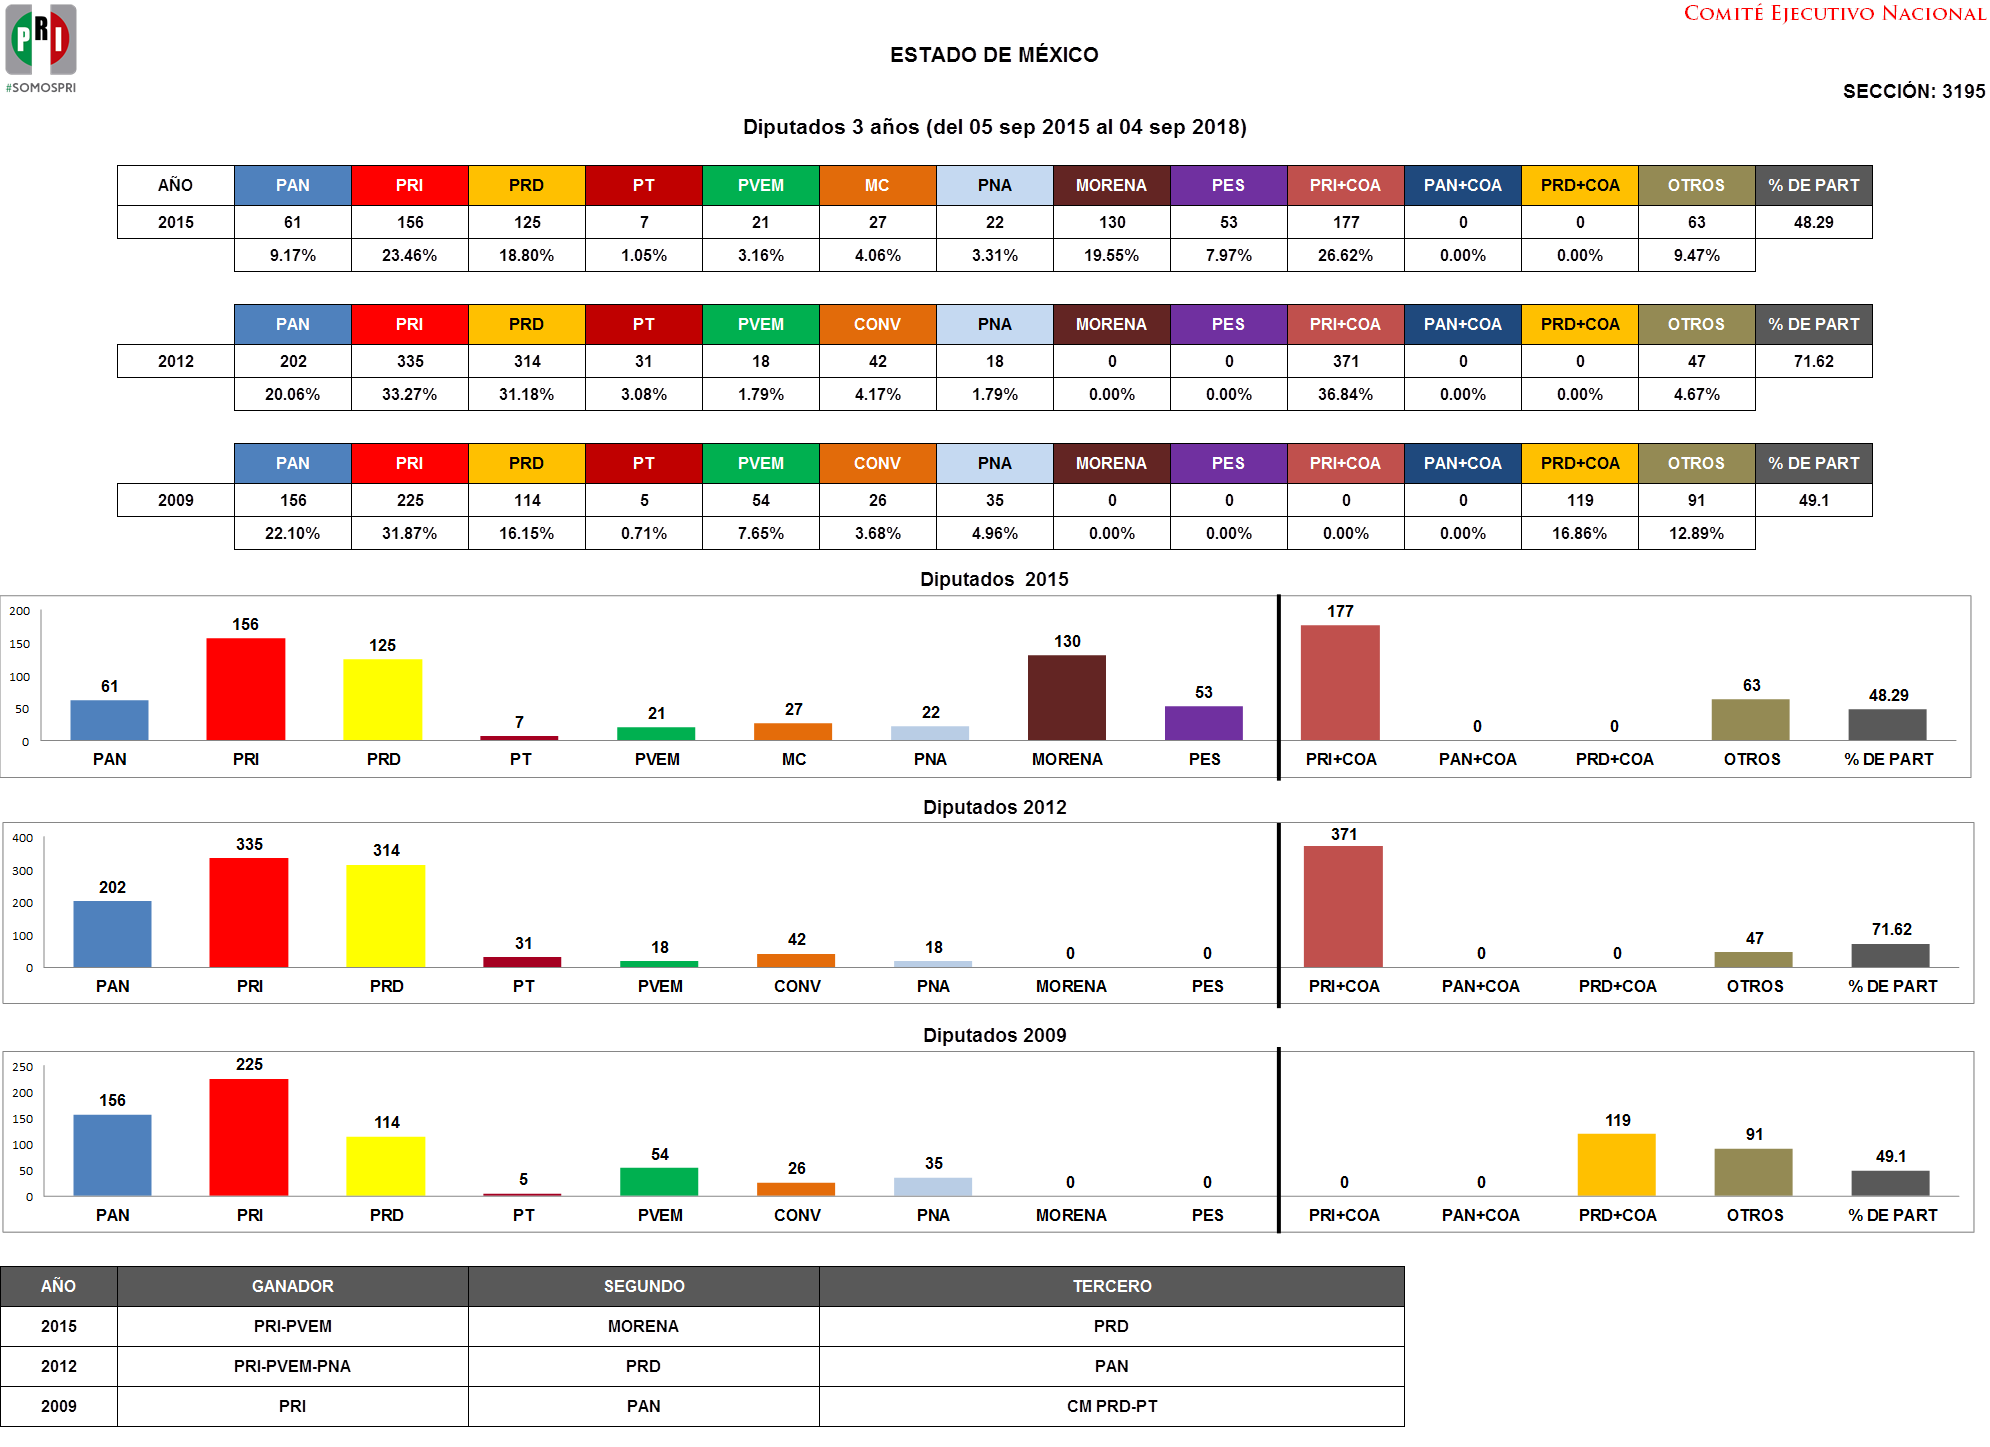 PRI
#SOMOSPRI
COMITÉ EJECUTIVO NACIONAL
ESTADO DE MÉXICO
SECCIÓN: 3195
Diputados 3 años (del 05 sep 2015 al 04 sep 2018)
AÑO PAN PRI PRD PT PVEM MC PNA MORENA PES PRI+COA PAN+COA PRD+COA OTROS % DE PART
2015 61 156 125 7 21 27 22 130 53 177 0 0 63 48.29
9.17% 23.46% 18.80% 1.05% 3.16% 4.06% 3.31% 19.55% 7.97% 26.62% 0.00% 0.00% 9.47%
PAN PRI PRD PT PVEM CONV PNA MORENA PES PRI+COA PAN+COA PRD+COA OTROS % DE PART
2012 202 335 314 31 18 42 18 0 0 371 0 0 47 71.62
20.06% 33.27% 31.18% 3.08% 1.79% 4.17% 1.79% 0.00% 0.00% 36.84% 0.00% 0.00% 4.67%
PAN PRI PRD PT PVEM CONV PNA MORENA PES PRI+COA PAN+COA PRD+COA OTROS % DE PART
2009 156 225 114 5 54 26 35 0 0 0 0 119 91 49.1
22.10% 31.87% 16.15% 0.71% 7.65% 3.68% 4.96% 0.00% 0.00% 0.00% 0.00% 16.86% 12.89%
Diputados 2015
200
150
100
50
0
61 156 125 7 21 27 22 130 53 177 0 0 63 48.29
PAN PRI PRD PT PVEM MC PNA MORENA PES PRI+COA PAN+COA PRD+COA OTROS % DE PART
Diputados 2012
400
300
200
100
0
202 335 314 31 18 42 18 0 0 371 0 0 47 71.62
PAN PRI PRD PT PVEM CONV PNA MORENA PES PRI+COA PAN+COA PRD+COA OTROS % DE PART
Diputados 2009
250
200
150
100
50
0
156 225 114 5 54 26 35 0 0 0 0 119 91 49.1
PAN PRI PRD PT PVEM CONV PNA MORENA PES PRI+COA PAN+COA PRD+COA OTROS % DE PART
AÑO GANADOR SEGUNDO TERCERO
2015 PRI-PVEM MORENA PRD
2012 PRI-PVEM-PNA PRD PAN
2009 PRI PAN CM PRD-PT